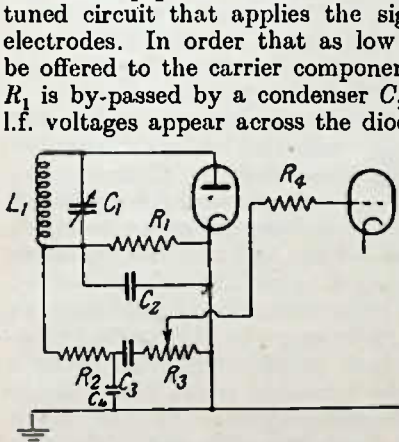 tuned circuit that applies the sig
electrodes. In order that as low
be offered to the carrier componen
R₁ is by-passed by a condenser C,
l.f. voltages appear across the diod
L₁
C₁
R₁
R₄
C₂
R₂
C₃
R₃
C₄